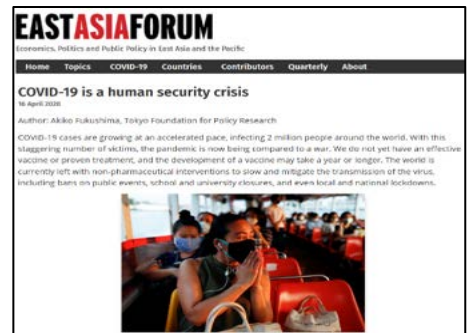 EASTASIAFORUM
Economics, Politics and Public Policy in East Asia and the Pacific
Home Topics COVID-19 Countries Contributors Quarterly About
COVID-19 is a human security crisis
16 April 2020
Author: Akiko Fukushima, Tokyo Foundation for Policy Research
COVID-19 cases are growing at an accelerated pace, infecting 2 million people around the world. With this
staggering number of victims, the pandemic is now being compared to a war. We do not yet have an effective
vaccine or proven treatment, and the development of a vaccine may take a year or longer. The world is
currently left with non-pharmaceutical interventions to slow and mitigate the transmission of the virus,
including bans on public events, school and university closures, and even local and national lockdowns.